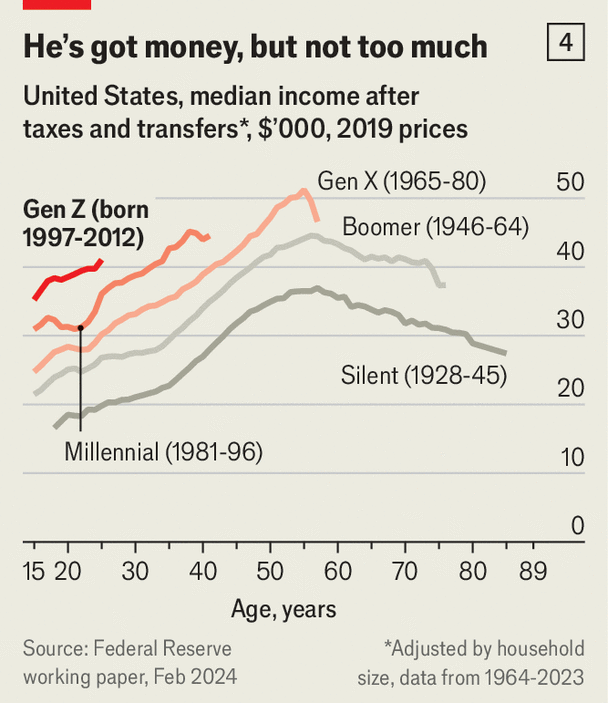 He’s got money, but not too much
4
United States, median income after
taxes and transfers*, $’000, 2019 prices
Gen X (1965-80)
50
Gen Z (born
1997-2012)
Boomer (1946-64)
40
30
Silent (1928-45)
20
Millennial (1981-96)
10
0
15 20 30 40 50 60 70 80 89
Age, years
Source: Federal Reserve
working paper, Feb 2024
*Adjusted by household
size, data from 1964-2023